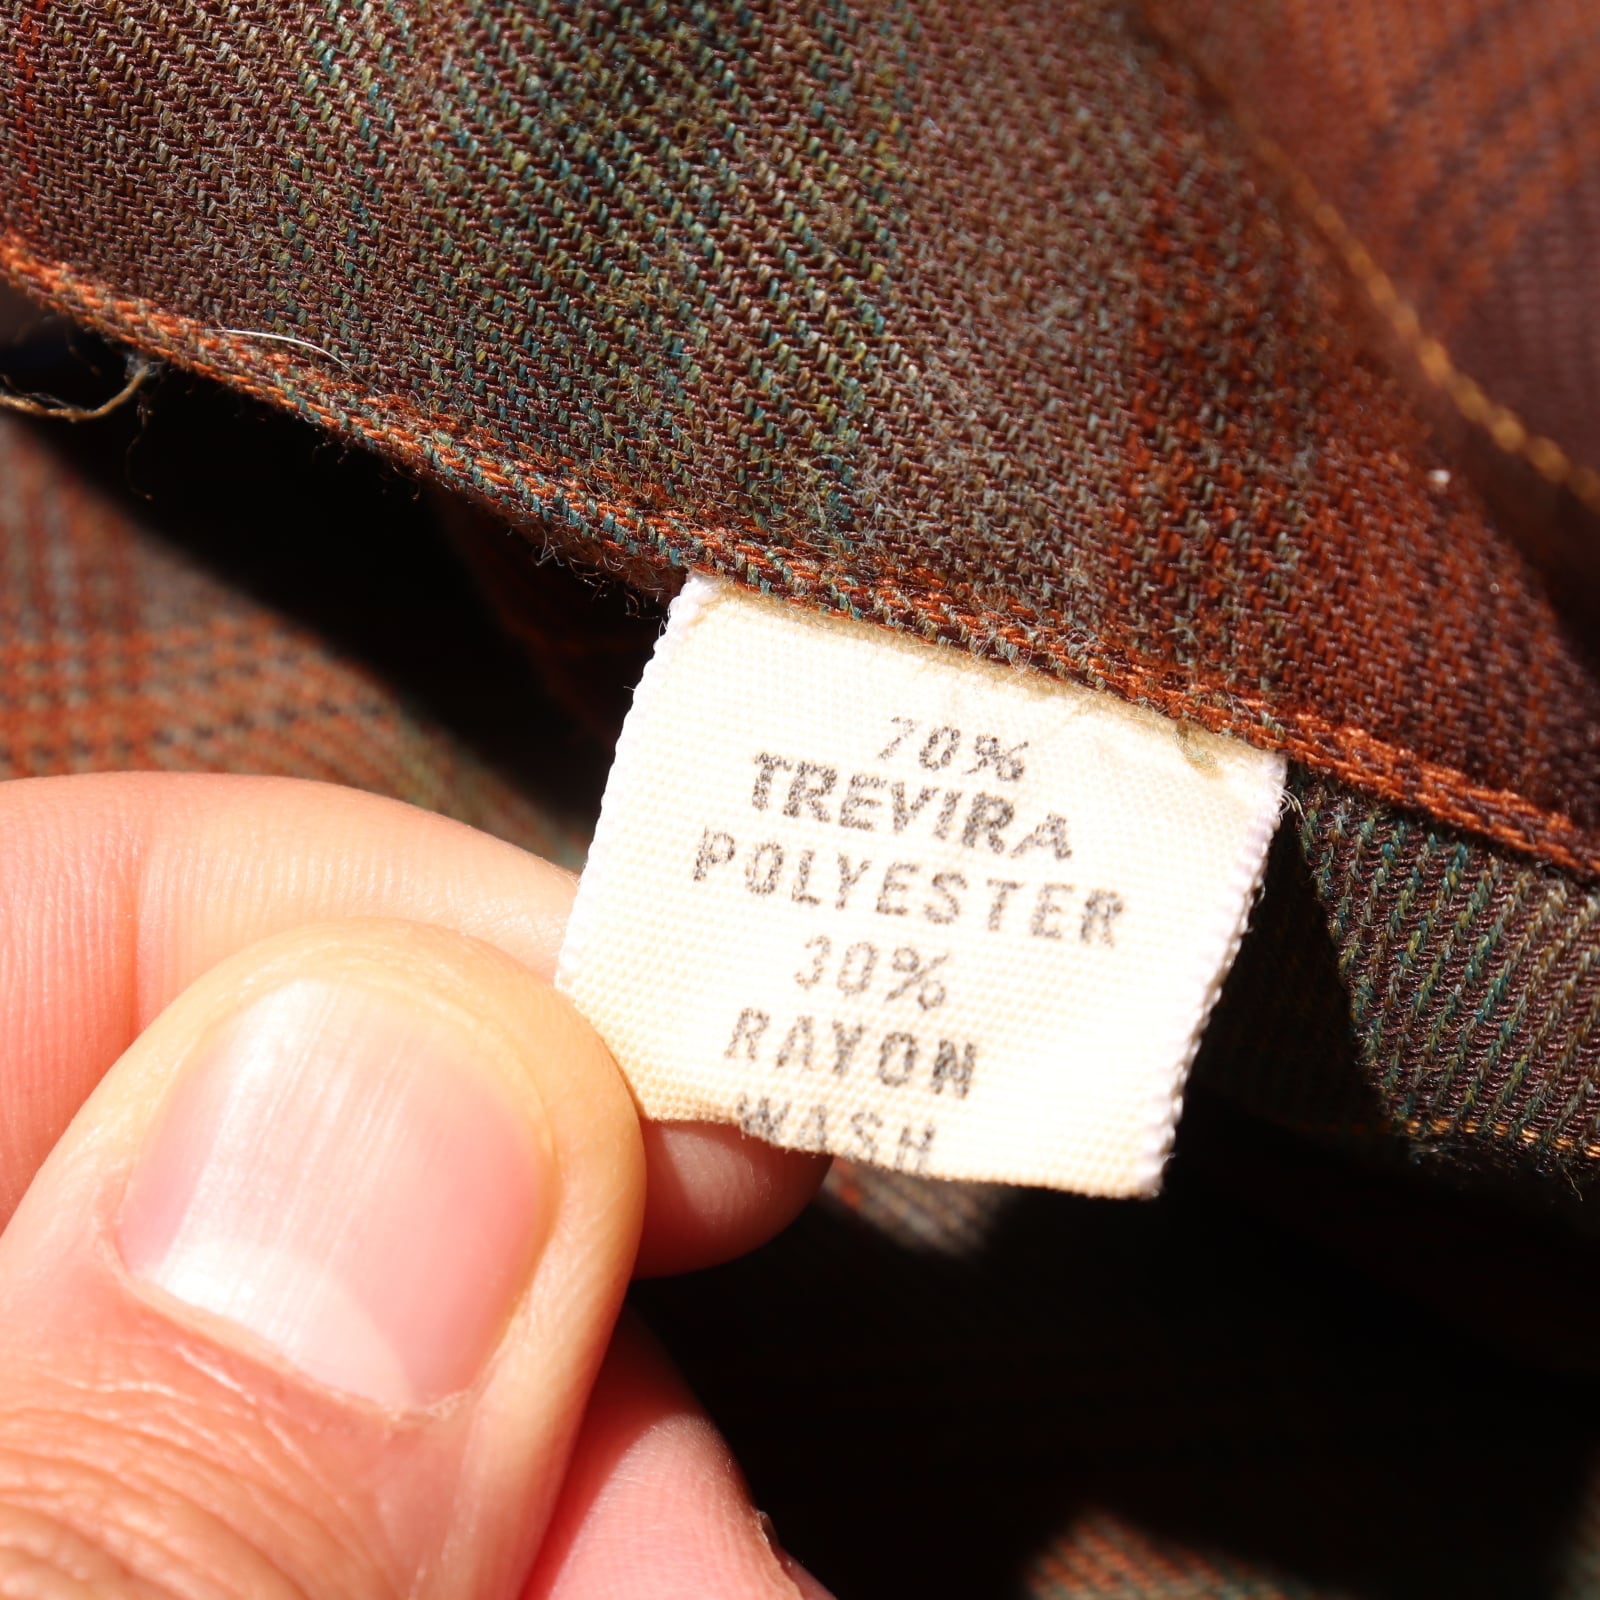 70%
TREVIRA
POLYESTER
30%
RAYON
WASH